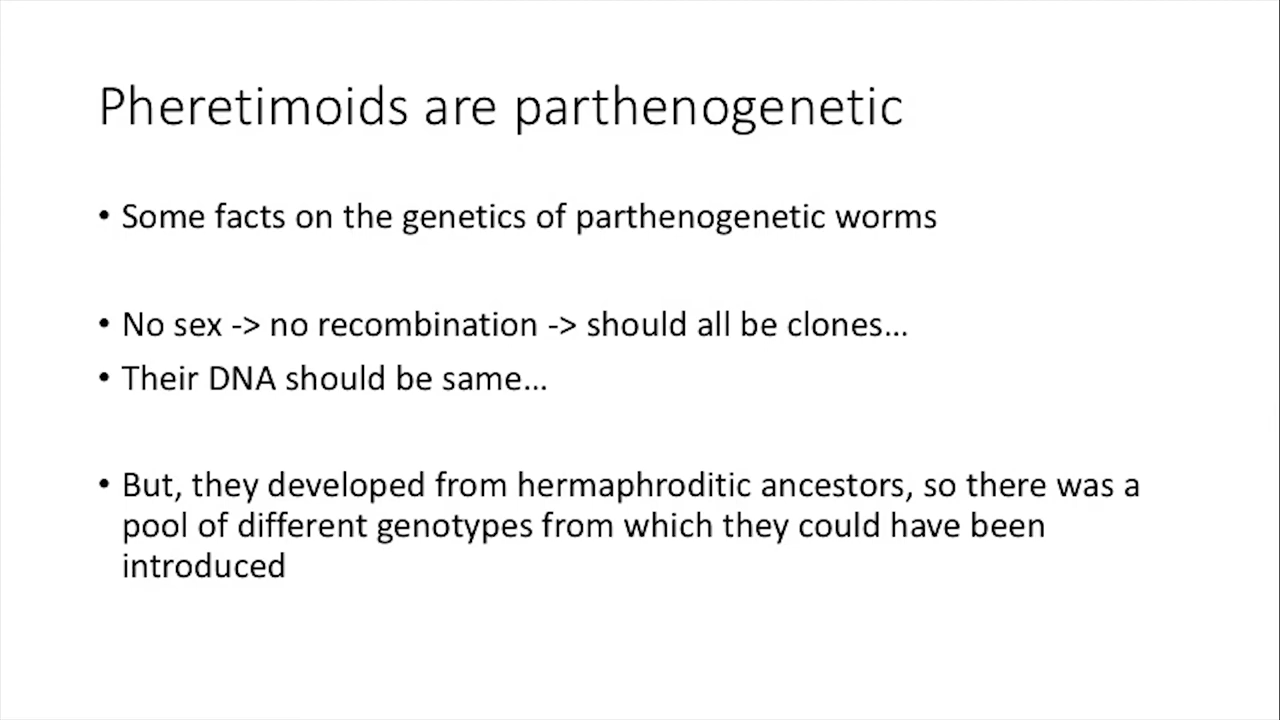 Pheretimoids are parthenogenetic
• Some facts on the genetics of parthenogenetic worms
• No sex -> no recombination -> should all be clones...
• Their DNA should be same...
• But, they developed from hermaphroditic ancestors, so there was a
pool of different genotypes from which they could have been
introduced